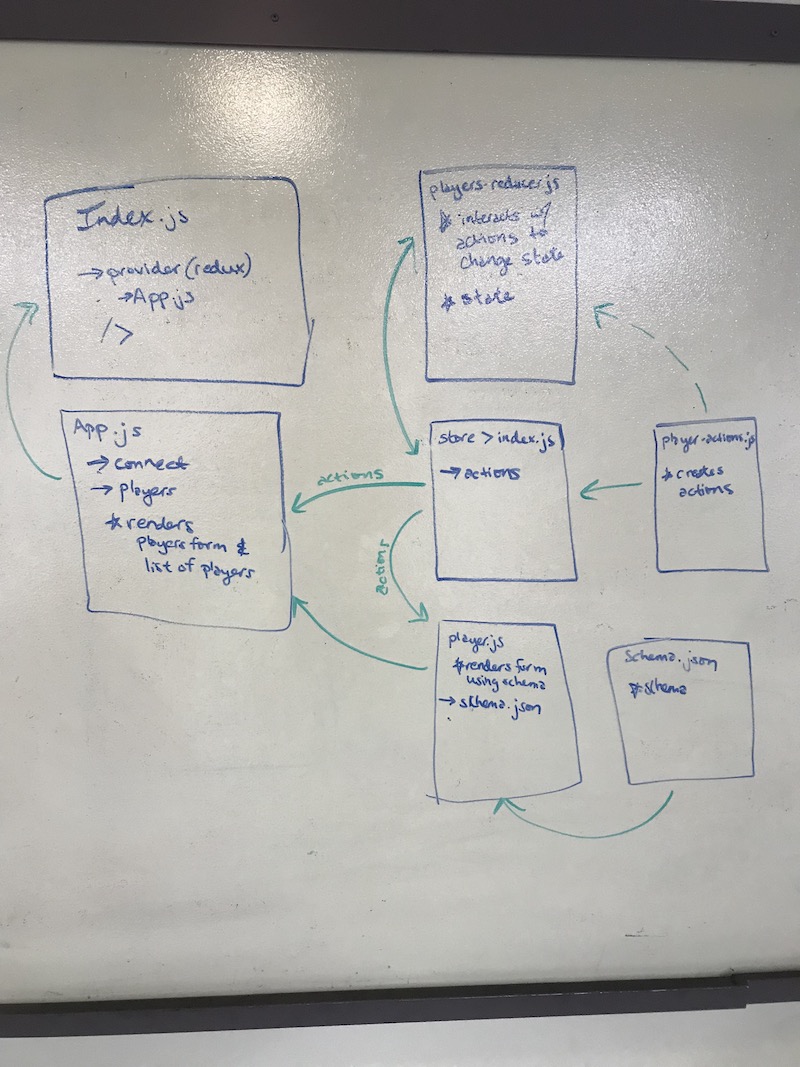 Index.js
→provider(redux)
→App.js
/>
players-reducer.js
* interacts w/
actions to
change state
* state
App.js
→ connect
→ players
* renders
players form &
list of players
actions
store > index.js
→ actions
player-actions.js
* creates
actions
actions
player.js
* renders form
using schema
→ schema.json
Schema.json
* schema